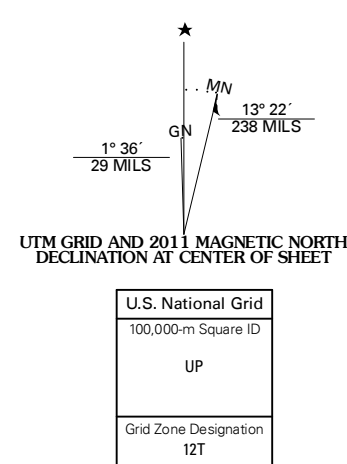 MN
GN
13° 22´
238 MILS
1° 36´
29 MILS
UTM GRID AND 2011 MAGNETIC NORTH
DECLINATION AT CENTER OF SHEET
U.S. National Grid
100,000-m Square ID
UP
Grid Zone Designation
12T